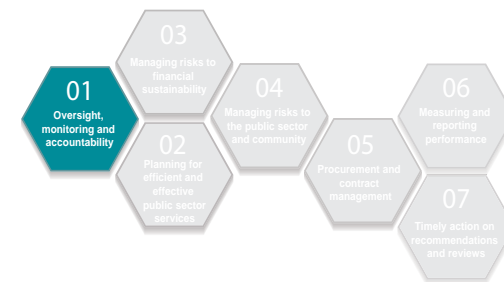 01
Oversight,
monitoring and
accountability
03
Managing risks to
financial
sustainability
02
Planning for
efficient and
effective
public sector
services
04
Managing risks to
the public sector
and community
05
Procurement and
contract
management
06
Measuring and
reporting
performance
07
Timely action on
recommendations
and reviews